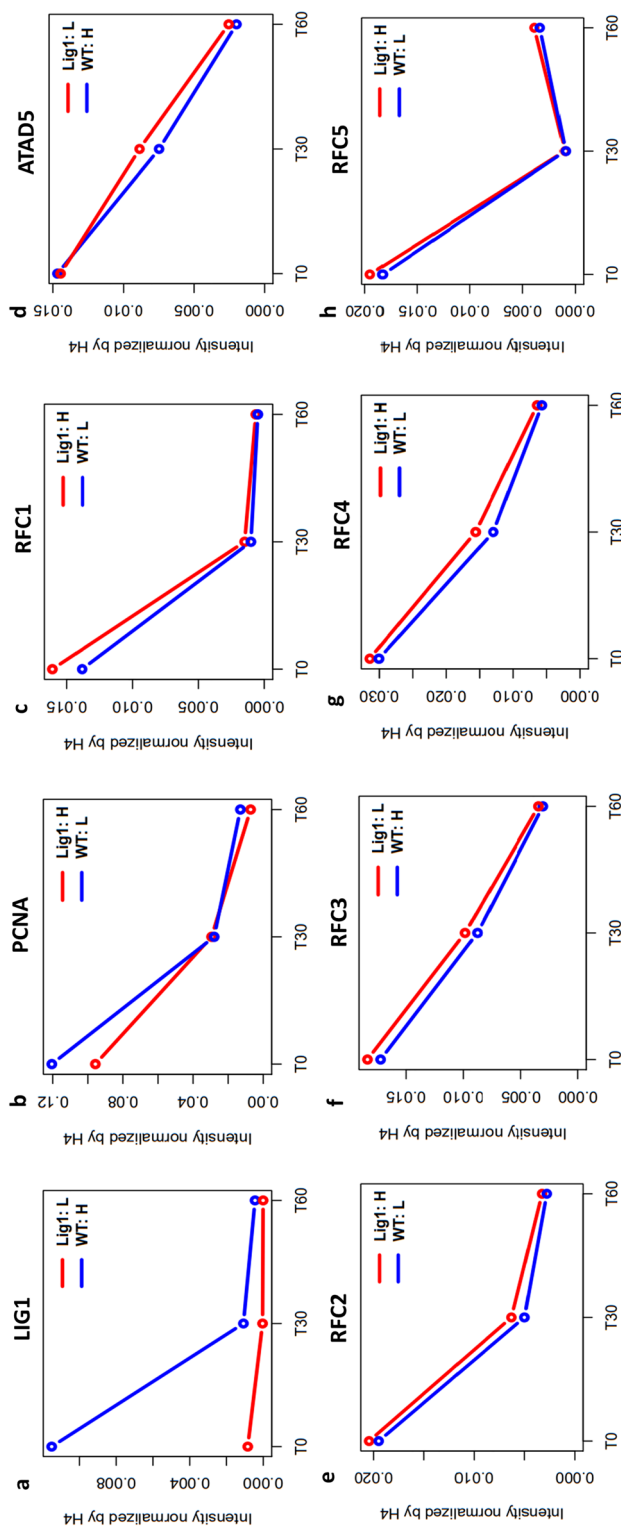 a
LIG1
Intensity normalized by H4
0.008
0.004
0.000
Lig1: L
WT: H
T0 T30 T60
b
PCNA
Intensity normalized by H4
0.12
0.08
0.04
0.00
Lig1: H
WT: L
T0 T30 T60
c
RFC1
Intensity normalized by H4
0.015
0.010
0.005
0.000
Lig1: H
WT: L
T0 T30 T60
d
ATAD5
Intensity normalized by H4
0.015
0.010
0.005
0.000
Lig1: L
WT: H
T0 T30 T60
e
RFC2
Intensity normalized by H4
0.020
0.010
0.000
Lig1: H
WT: L
T0 T30 T60
f
RFC3
Intensity normalized by H4
0.015
0.010
0.005
0.000
Lig1: L
WT: H
T0 T30 T60
g
RFC4
Intensity normalized by H4
0.030
0.020
0.010
0.000
Lig1: H
WT: L
T0 T30 T60
h
RFC5
Intensity normalized by H4
0.020
0.015
0.010
0.005
0.000
Lig1: H
WT: L
T0 T30 T60